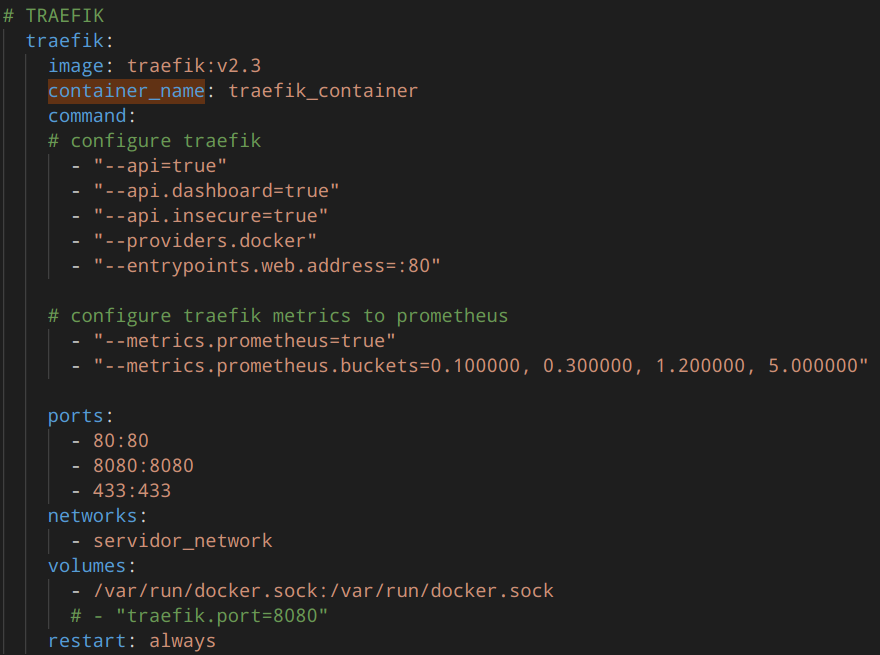 # TRAEFIK
traefik:
image: traefik:v2.3
container_name: traefik_container
command:
# configure traefik
- "--api=true"
- "--api.dashboard=true"
- "--api.insecure=true"
- "--providers.docker"
- "--entrypoints.web.address=:80"
# configure traefik metrics to prometheus
- "--metrics.prometheus=true"
- "--metrics.prometheus.buckets=0.100000, 0.300000, 1.200000, 5.000000"
ports:
- 80:80
- 8080:8080
- 433:433
networks:
- servidor_network
volumes:
- /var/run/docker.sock:/var/run/docker.sock
# - "traefik.port=8080"
restart: always